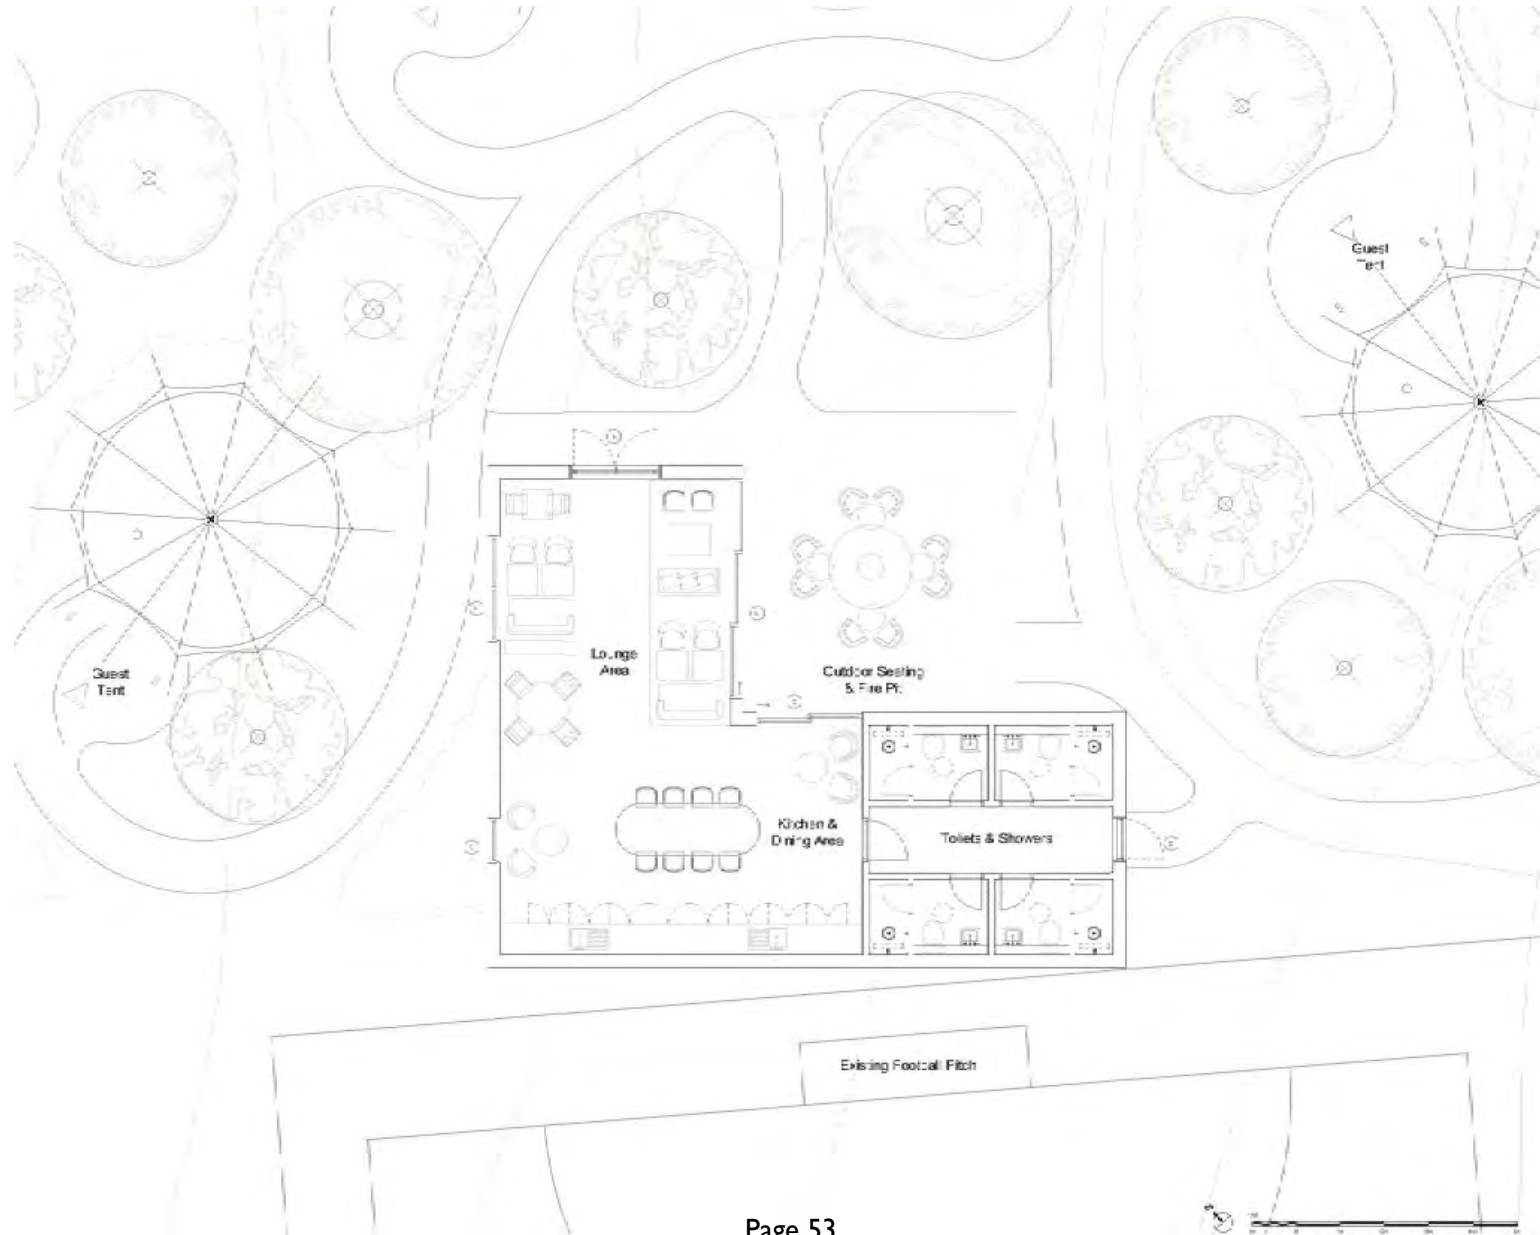 Guest
Tent
Lounge
Area
Guest
Tent
Outdoor Seating
& Fire Pit
Kitchen &
Dining Area
Toilets & Showers
Existing Football Pitch
Page 53